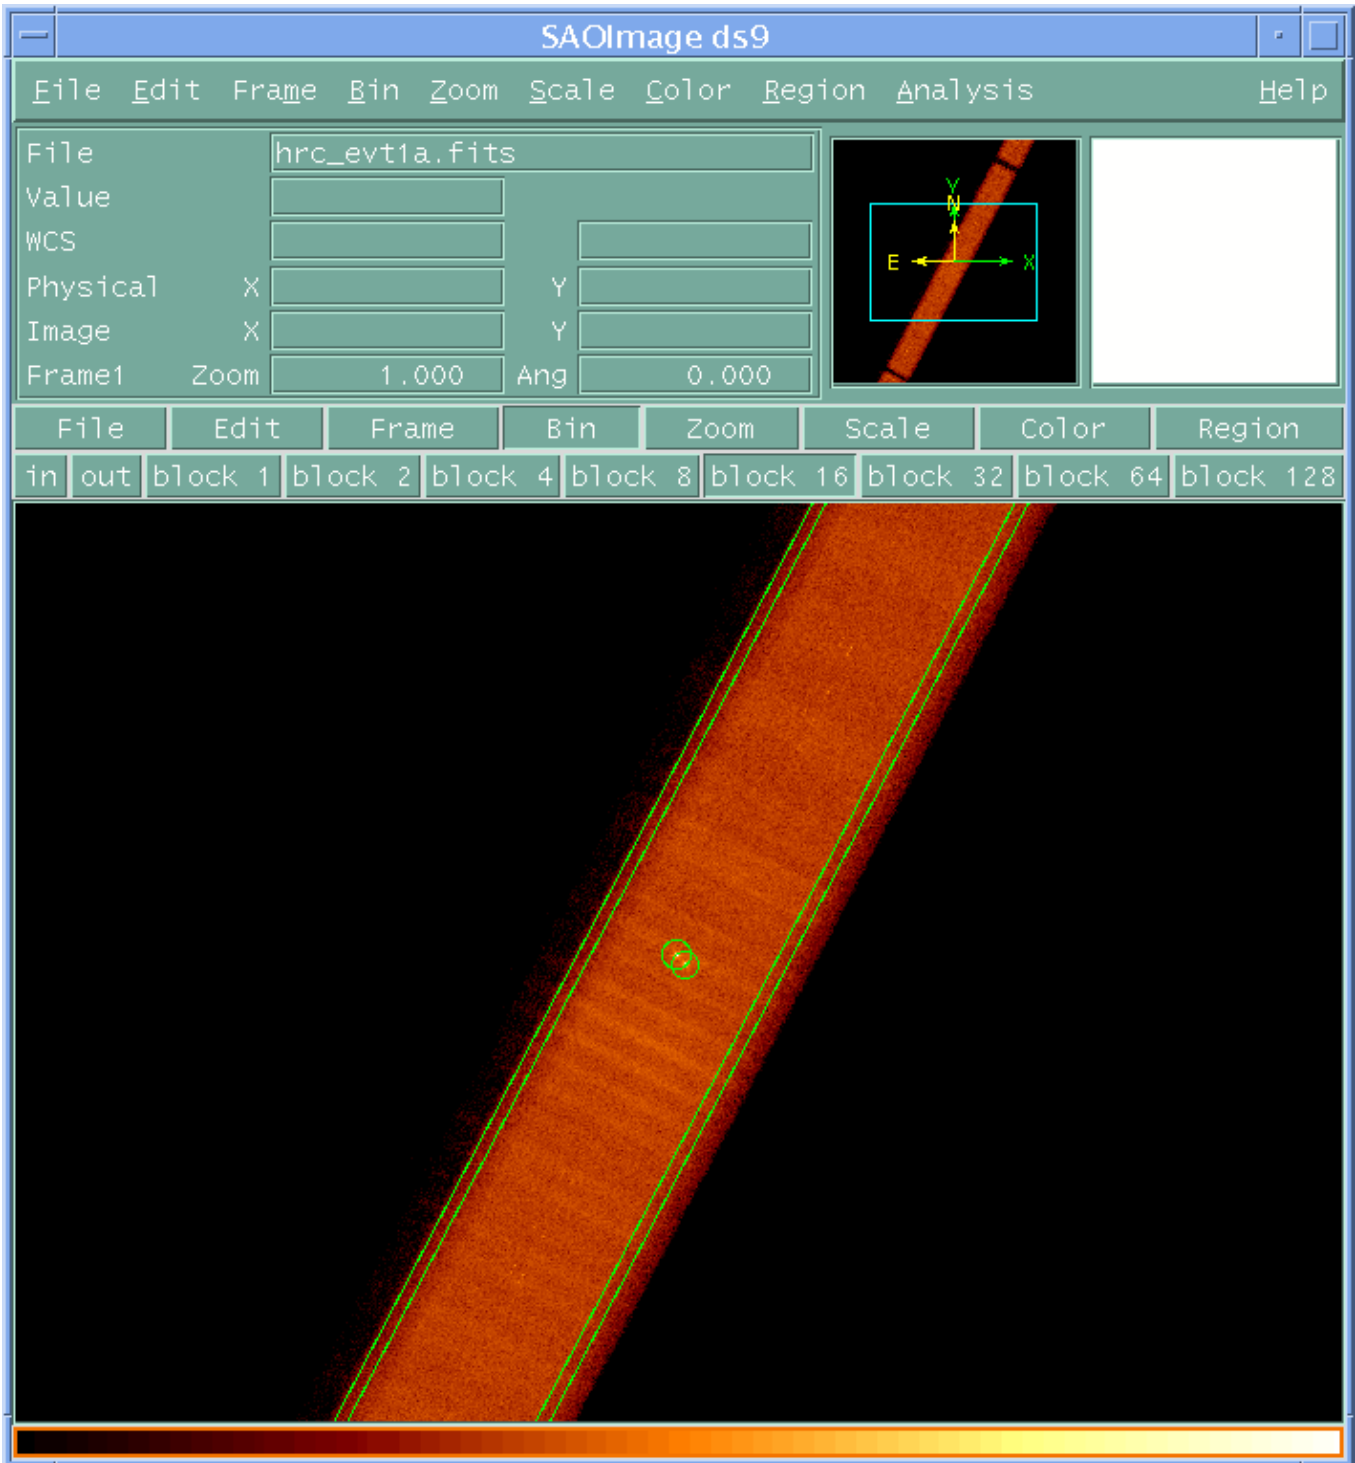 SAOImage ds9
File Edit Frame Bin Zoom Scale Color Region Analysis Help
File hrc_evt1a.fits
Value
WCS
Physical X Y
Image X Y
Frame1 Zoom 1.000 Ang 0.000
Y
N
E X
File Edit Frame Bin Zoom Scale Color Region
in out block 1 block 2 block 4 block 8 block 16 block 32 block 64 block 128